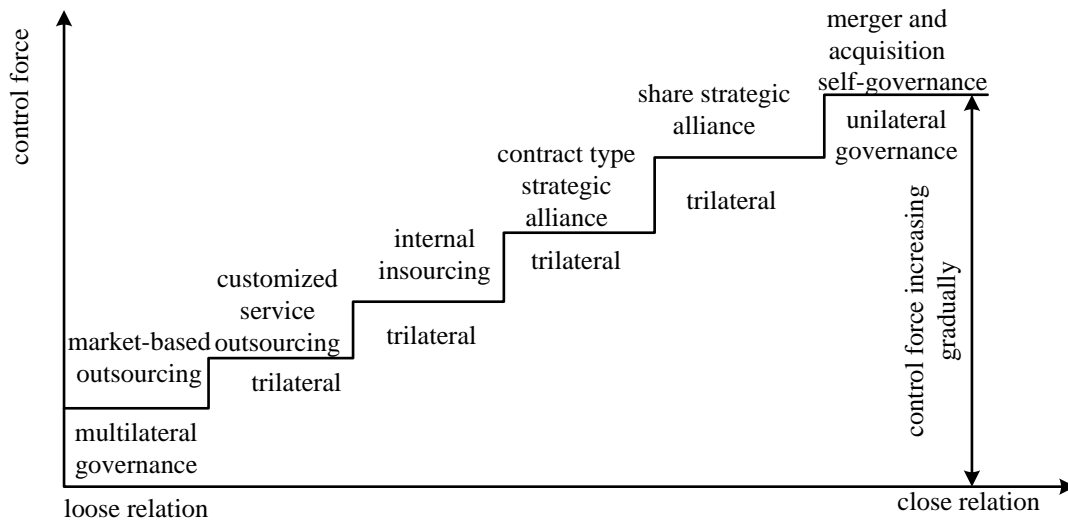 control force
merger and
acquisition
self-governance
unilateral
governance
share strategic
alliance
trilateral
contract type
strategic
alliance
trilateral
internal
insourcing
trilateral
customized
service
outsourcing
trilateral
market-based
outsourcing
multilateral
governance
control force increasing
gradually
loose relation
close relation